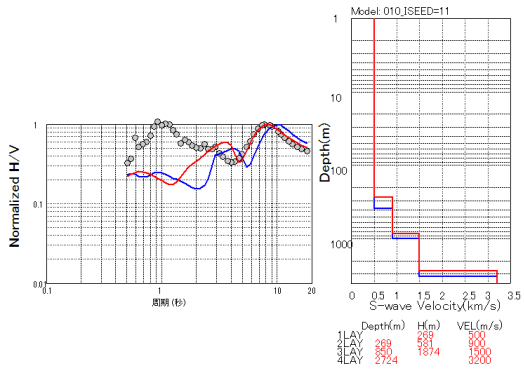 Model: 010_ISEED=11
Normalized H/V
1
0.1
0.01
0.1
1
10
20
周期(秒)
Depth(m)
1
10
100
1000
0 0.5 1 1.5 2 2.5 3 3.5
S-wave Velocity(km/s)
Depth(m) H(m) VEL(m/s)
1LAY 269 500
2LAY 269 581 900
3LAY 850 1874 1500
4LAY 2724 3200